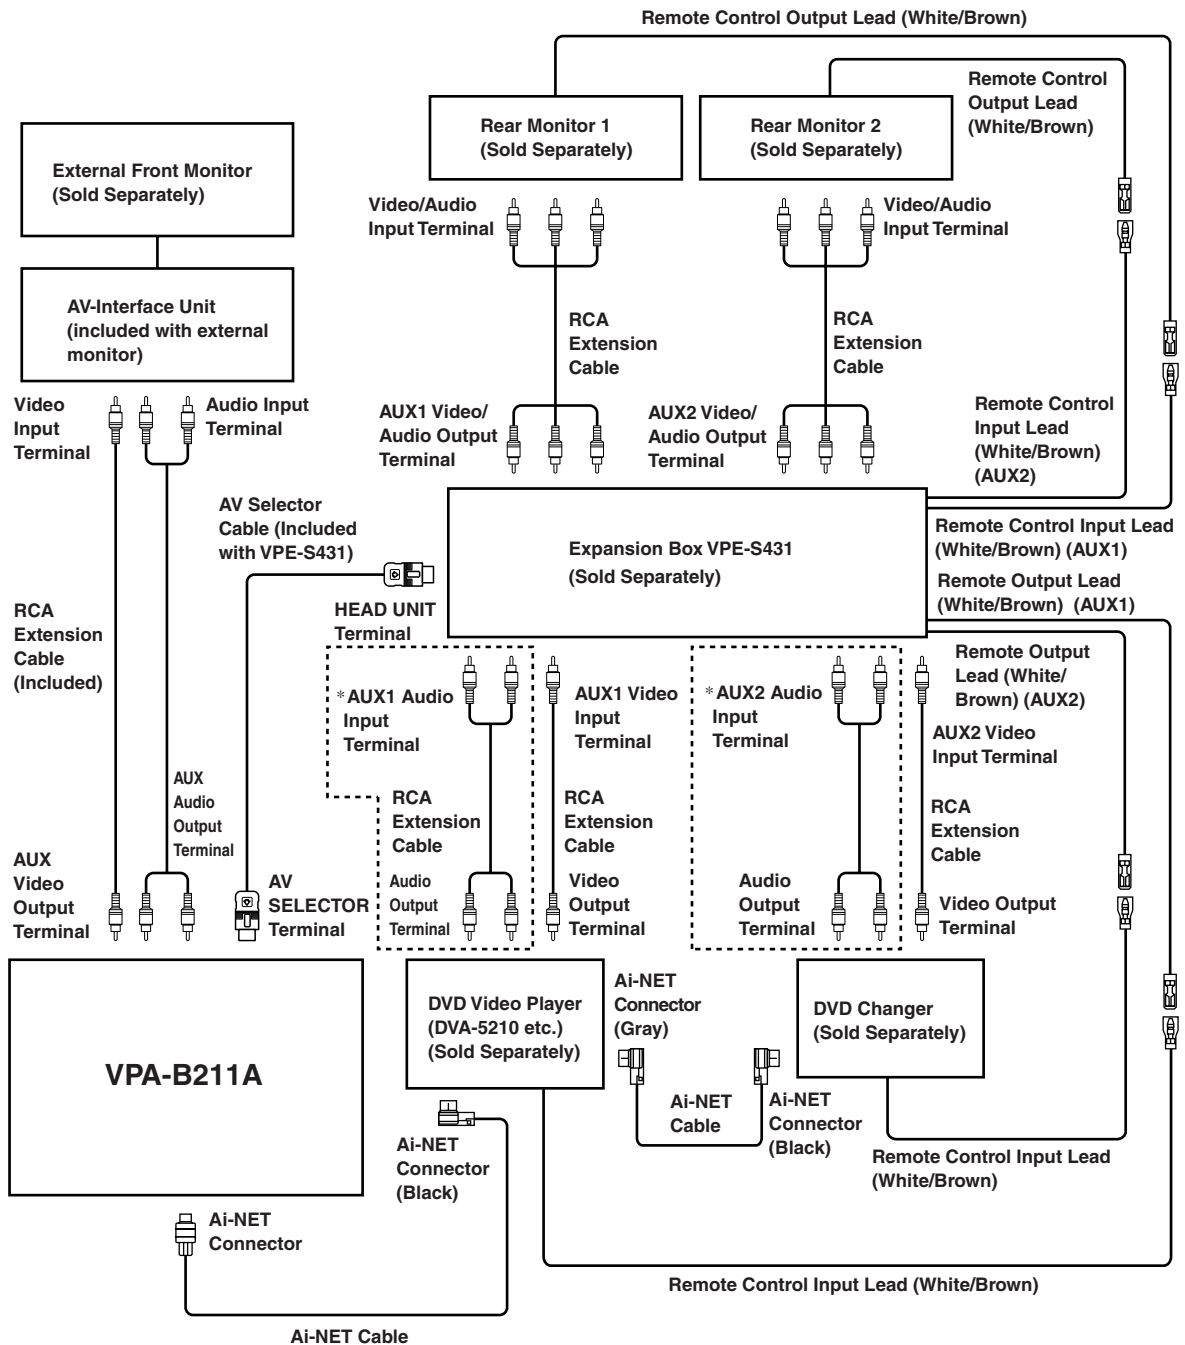 Remote Control Output Lead (White/Brown)
Remote Control
Output Lead
(White/Brown)
Rear Monitor 1
(Sold Separately)
Rear Monitor 2
(Sold Separately)
External Front Monitor
(Sold Separately)
Video/Audio
Input Terminal
Video/Audio
Input Terminal
AV-Interface Unit
(included with external
monitor)
RCA
Extension
Cable
RCA
Extension
Cable
Video
Input
Terminal
Audio Input
Terminal
AUX1 Video/
Audio Output
Terminal
AUX2 Video/
Audio Output
Terminal
Remote Control
Input Lead
(White/Brown)
(AUX2)
AV Selector
Cable (Included
with VPE-S431)
Expansion Box VPE-S431
(Sold Separately)
Remote Control Input Lead
(White/Brown) (AUX1)
Remote Output Lead
(White/Brown) (AUX1)
RCA
Extension
Cable
(Included)
HEAD UNIT
Terminal
*AUX1 Audio
Input
Terminal
AUX1 Video
Input
Terminal
*AUX2 Audio
Input
Terminal
Remote Output
Lead (White/
Brown) (AUX2)
AUX2 Video
Input Terminal
AUX
Audio
Output
Terminal
RCA
Extension
Cable
RCA
Extension
Cable
RCA
Extension
Cable
AUX
Video
Output
Terminal
AV
SELECTOR
Terminal
Audio
Output
Terminal
Video
Output
Terminal
Audio
Output
Terminal
Video Output
Terminal
VPA-B211A
DVD Video Player
(DVA-5210 etc.)
(Sold Separately)
Ai-NET
Connector
(Gray)
DVD Changer
(Sold Separately)
Ai-NET
Cable
Ai-NET
Connector
(Black)
Ai-NET
Connector
(Black)
Remote Control Input Lead
(White/Brown)
Ai-NET
Connector
Remote Control Input Lead (White/Brown)
Ai-NET Cable